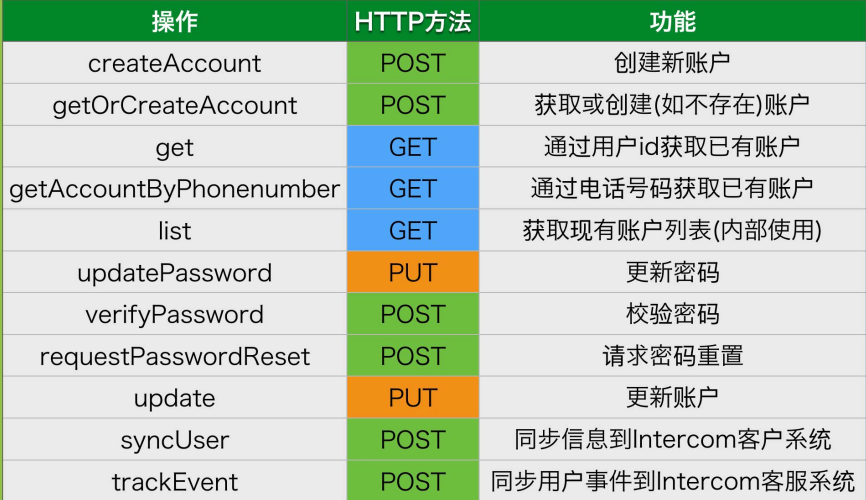 操作 HTTP方法 功能
createAccount POST 创建新账户
getOrCreateAccount POST 获取或创建(如不存在)账户
get GET 通过用户id获取已有账户
getAccountByPhonenumber GET 通过电话号码获取已有账户
list GET 获取现有账户列表(内部使用)
updatePassword PUT 更新密码
verifyPassword POST 校验密码
requestPasswordReset POST 请求密码重置
update PUT 更新账户
syncUser POST 同步信息到Intercom客户系统
trackEvent POST 同步用户事件到Intercom客服系统